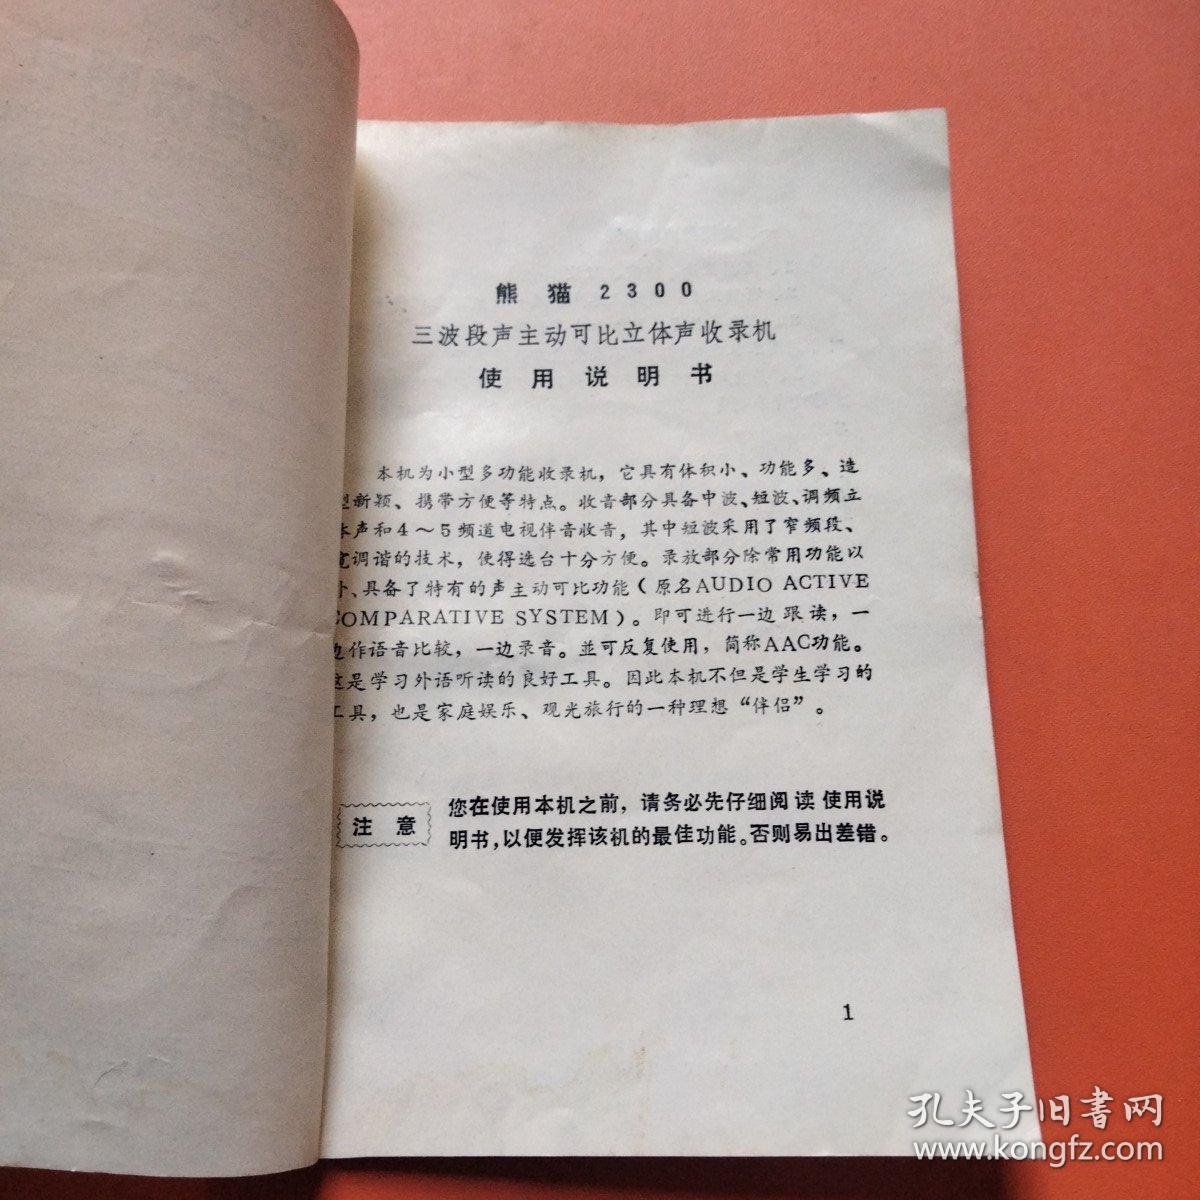 熊猫2300
三波段声主动可比立体声收录机
使用说明书
本机为小型多功能收录机，它具有体积小、功能多、造
型新颖、携带方便等特点。收音部分具备中波、短波、调频立
体声和4～5频道电视伴音收音，其中短波采用了窄频段、
宽调谐的技术，使得选台十分方便。录放部分除常用功能以
外、具备了特有的声主动可比功能（原名AUDIO ACTIVE
COMPARATIVE SYSTEM）。即可进行一边跟读，一
边作语音比较，一边录音。並可反复使用，简称AAC功能。
这是学习外语听读的良好工具。因此本机不但是学生学习的
工具，也是家庭娱乐、观光旅行的一种理想“伴侣”。
注意
您在使用本机之前，请务必先仔细阅读使用说
明书，以便发挥该机的最佳功能。否则易出差错。
1
孔夫子旧书网
www.kongfz.com